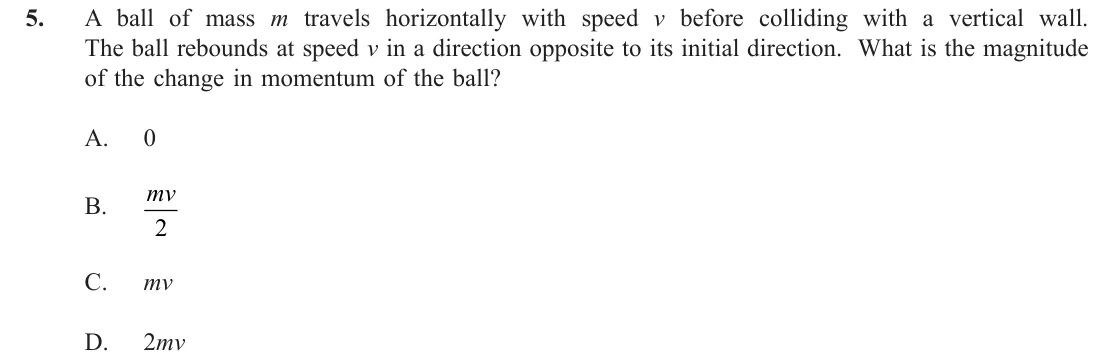 5. A ball of mass m travels horizontally with speed v before colliding with a vertical wall.
The ball rebounds at speed v in a direction opposite to its initial direction. What is the magnitude
of the change in momentum of the ball?
A. 0
B. mv
2
C. mv
D. 2mv